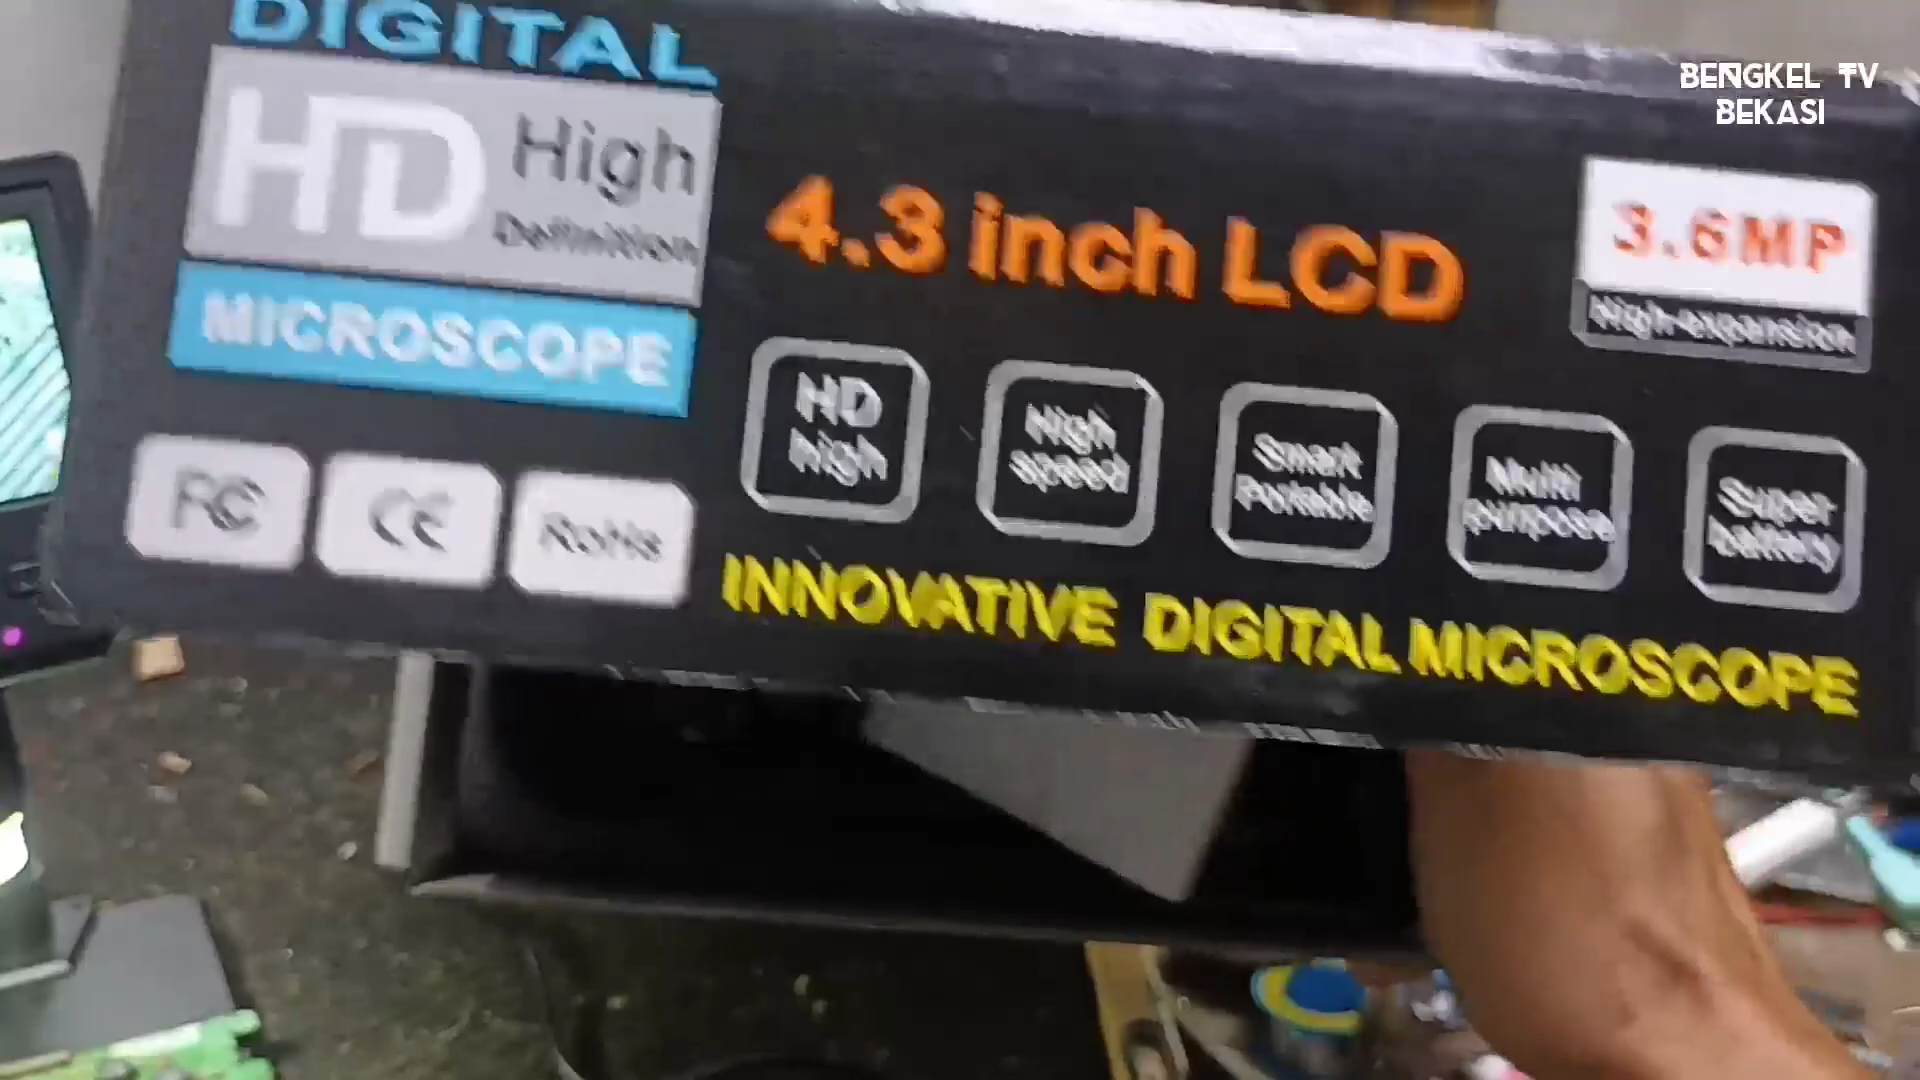 DIGITAL
HD High
Definition
MICROSCOPE
FC CE RoHs
4.3 inch LCD
3.6MP
High-expansion
HD
high
High
speed
Smart
Portable
Multi
purpose
Super
battery
INNOVATIVE DIGITAL MICROSCOPE
BENGKEL TV
BEKASI